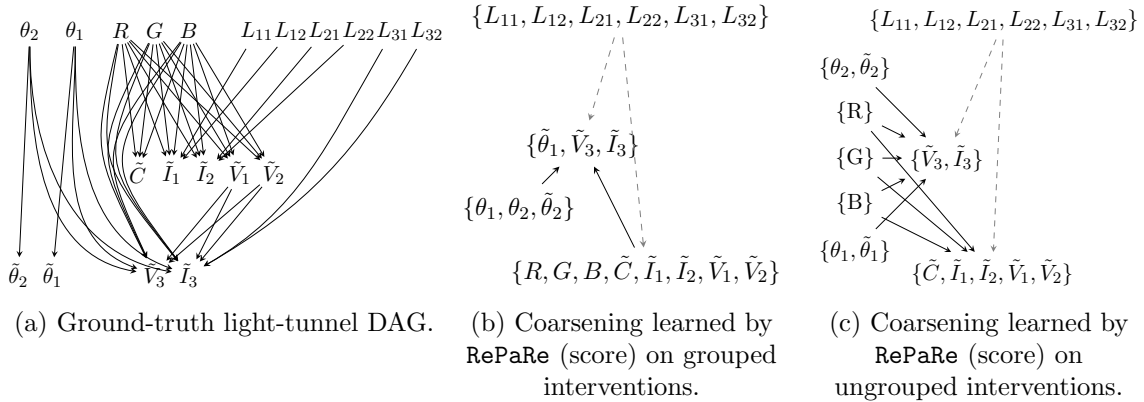 θ₂ θ₁ R G B L₁₁ L₁₂ L₂₁ L₂₂ L₃₁ L₃₂
C̃ Ĩ₁ Ĩ₂ Ṽ₁ Ṽ₂
θ̃₂ θ̃₁ Ṽ₃ Ĩ₃
(a) Ground-truth light-tunnel DAG.
{L₁₁, L₁₂, L₂₁, L₂₂, L₃₁, L₃₂}
{θ̃₁, Ṽ₃, Ĩ₃}
{θ₁, θ₂, θ̃₂}
{R, G, B, C̃, Ĩ₁, Ĩ₂, Ṽ₁, Ṽ₂}
(b) Coarsening learned by
RePaRe (score) on grouped
interventions.
{L₁₁, L₁₂, L₂₁, L₂₂, L₃₁, L₃₂}
{θ₂, θ̃₂}
{R}
{G} {Ṽ₃, Ĩ₃}
{B}
{θ₁, θ̃₁}
{C̃, Ĩ₁, Ĩ₂, Ṽ₁, Ṽ₂}
(c) Coarsening learned by
RePaRe (score) on
ungrouped interventions.